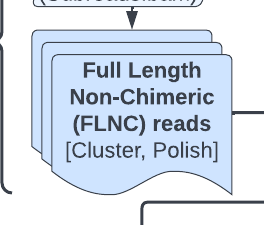 Full Length
Non-Chimeric
(FLNC) reads
[Cluster, Polish]